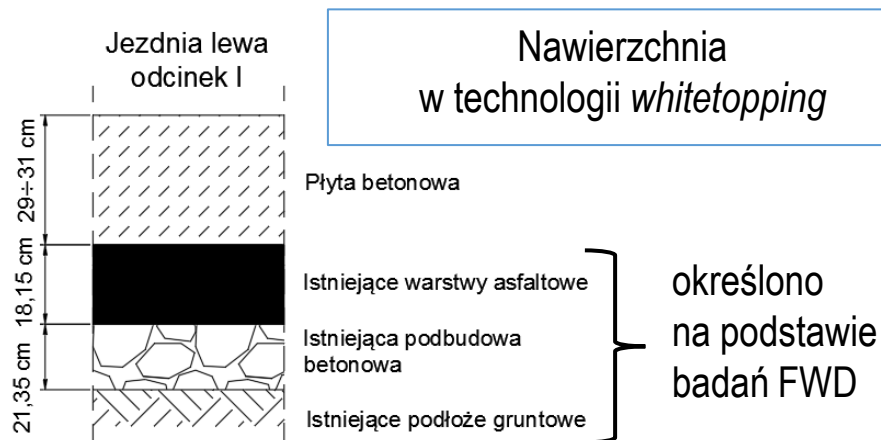 Jezdnia lewa
odcinek I
Nawierzchnia
w technologii whitetopping
29÷31 cm
Płyta betonowa
18,15 cm
Istniejące warstwy asfaltowe
21,35 cm
Istniejąca podbudowa
betonowa
Istniejące podłoże gruntowe
określono
na podstawie
badań FWD